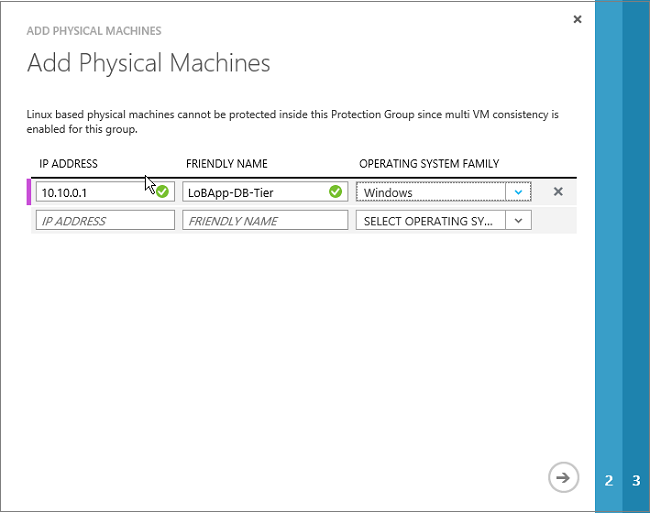 ADD PHYSICAL MACHINES
Add Physical Machines
Linux based physical machines cannot be protected inside this Protection Group since multi VM consistency is
enabled for this group.
IP ADDRESS FRIENDLY NAME OPERATING SYSTEM FAMILY
10.10.0.1 LoBApp-DB-Tier Windows
IP ADDRESS FRIENDLY NAME SELECT OPERATING SY...
2 3